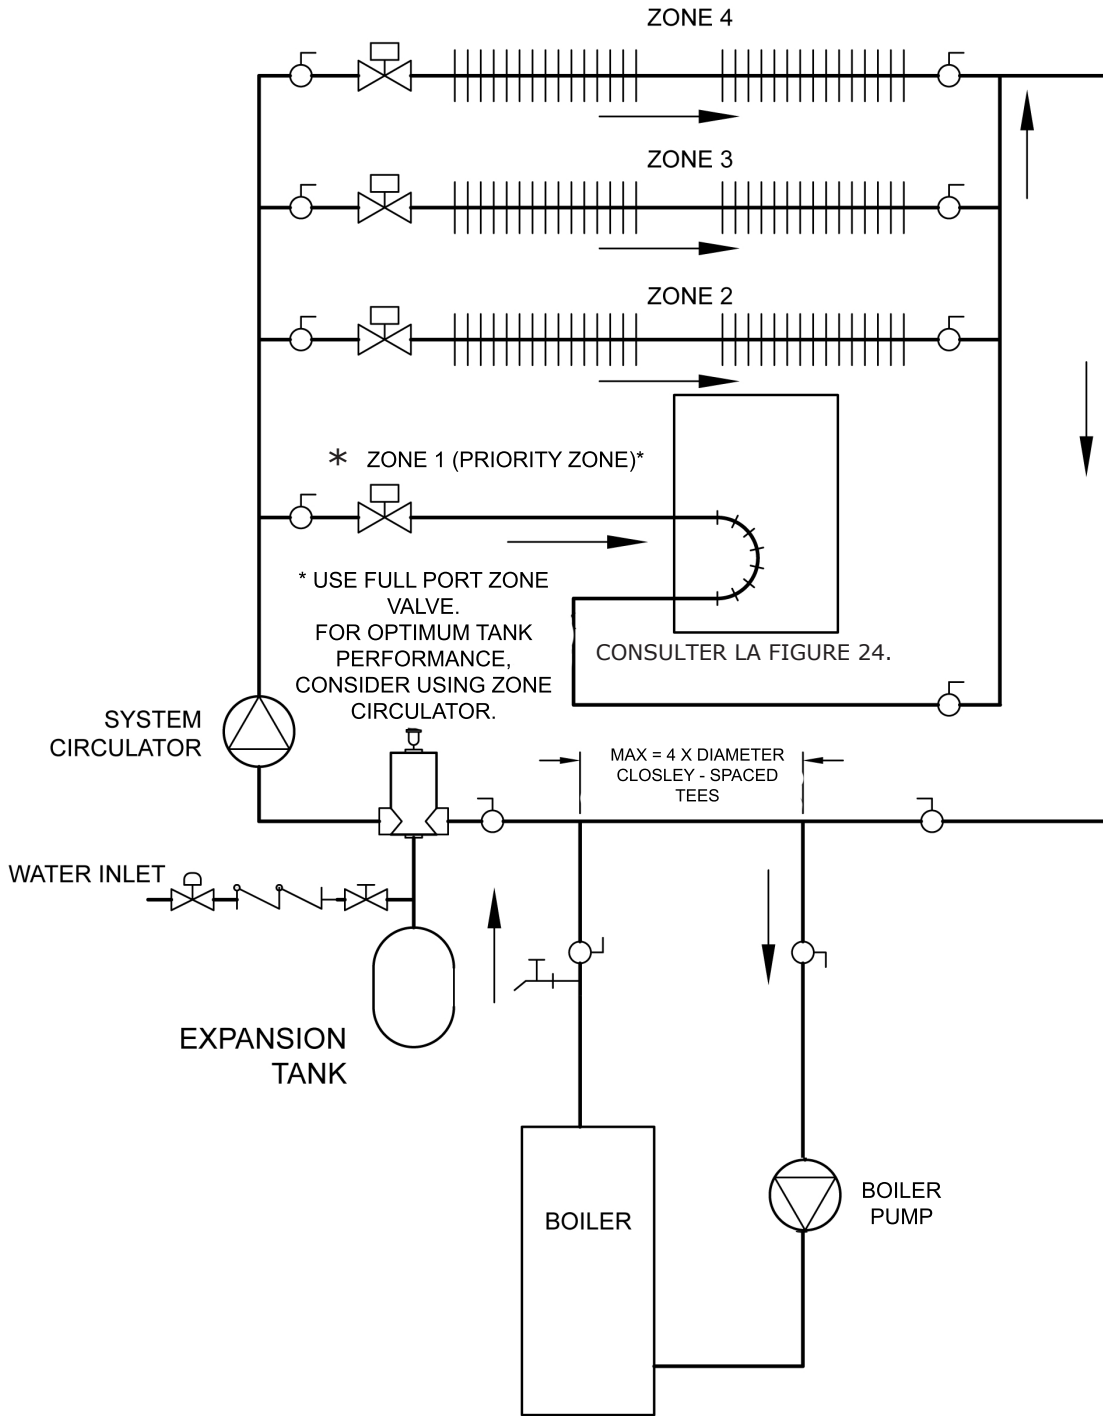 ZONE 4
ZONE 3
ZONE 2
* ZONE 1 (PRIORITY ZONE)*
* USE FULL PORT ZONE
VALVE.
FOR OPTIMUM TANK
PERFORMANCE,
CONSIDER USING ZONE
CIRCULATOR.
CONSULTER LA FIGURE 24.
SYSTEM
CIRCULATOR
MAX = 4 X DIAMETER
CLOSLEY - SPACED
TEES
WATER INLET
EXPANSION
TANK
BOILER
BOILER
PUMP